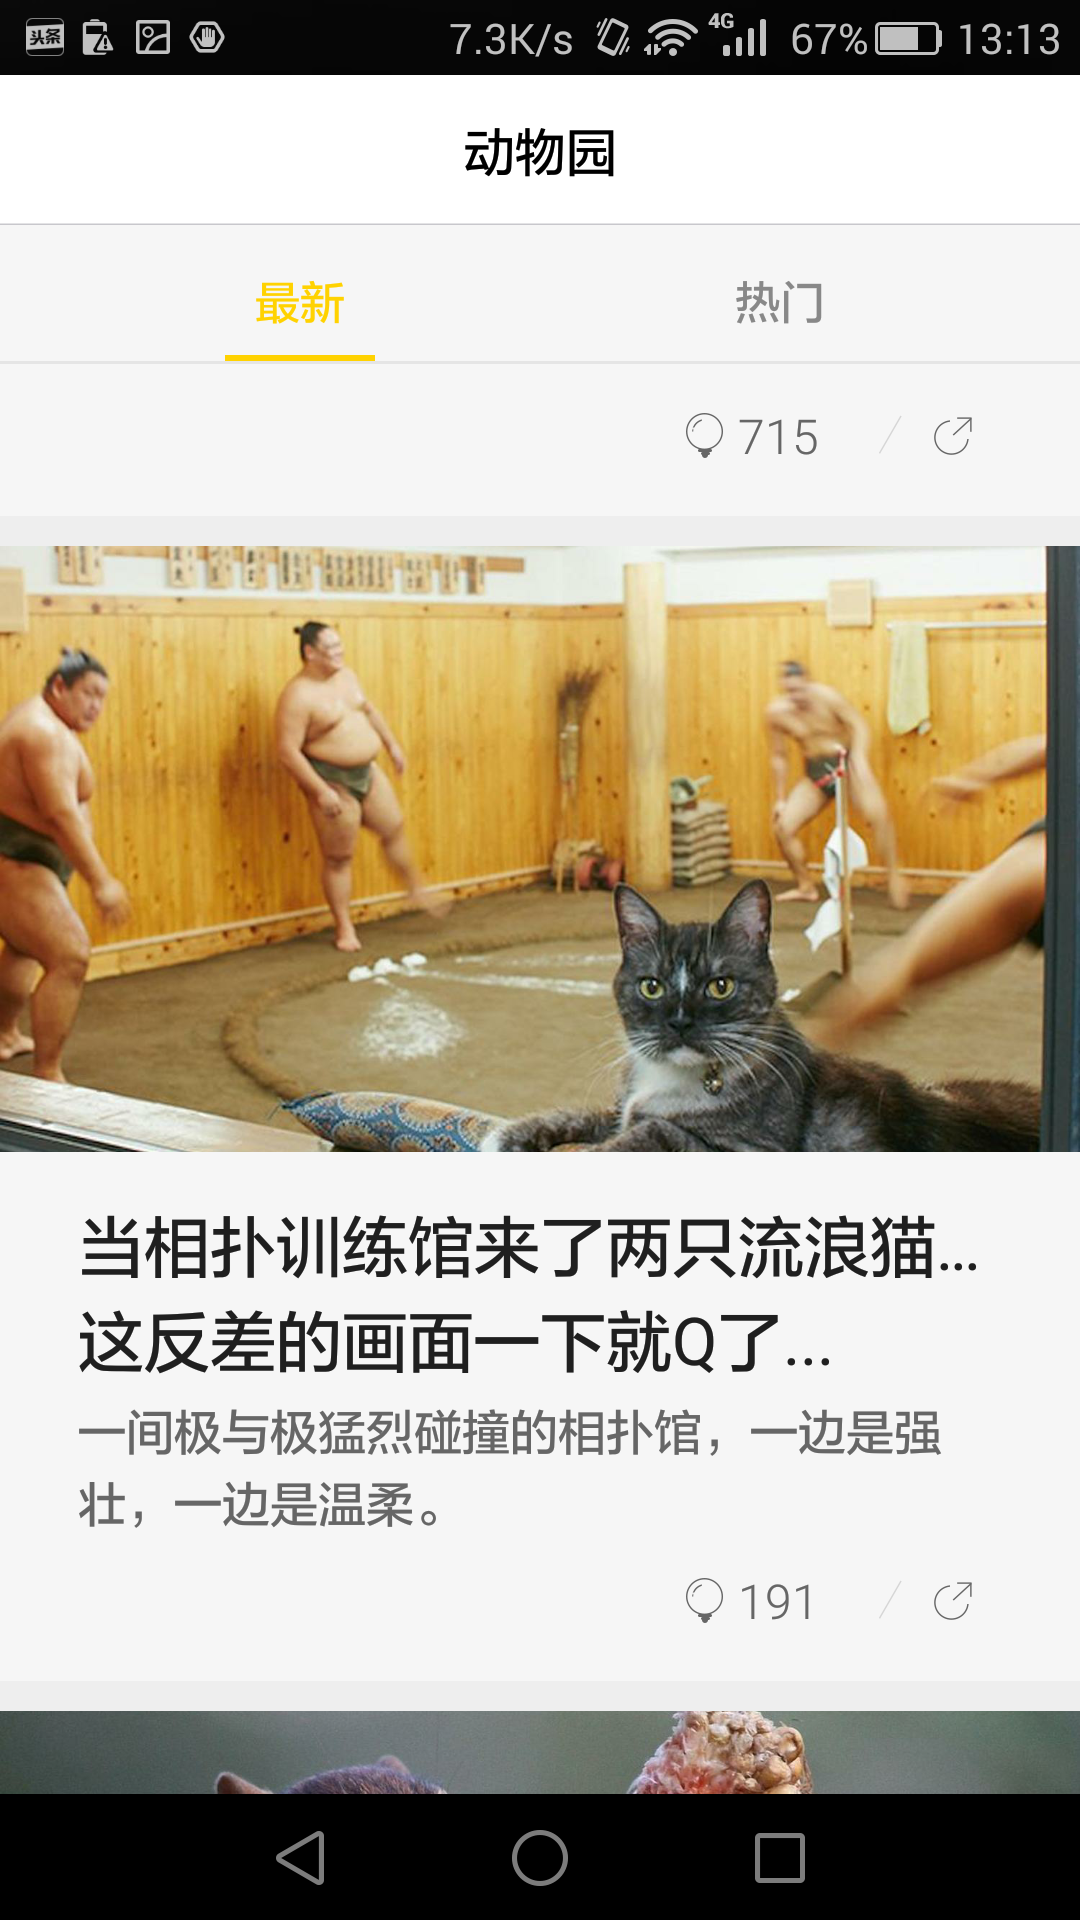 头条 7.3K/s 4G 67% 13:13
动物园
最新 热门
715
当相扑训练馆来了两只流浪猫...
这反差的画面一下就Q了...
一间极与极猛烈碰撞的相扑馆，一边是强
壮，一边是温柔。
191